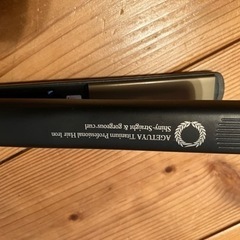 AGETUYA Titanium Professional Hair Iron
Shiny-Straight & gorgeous curl